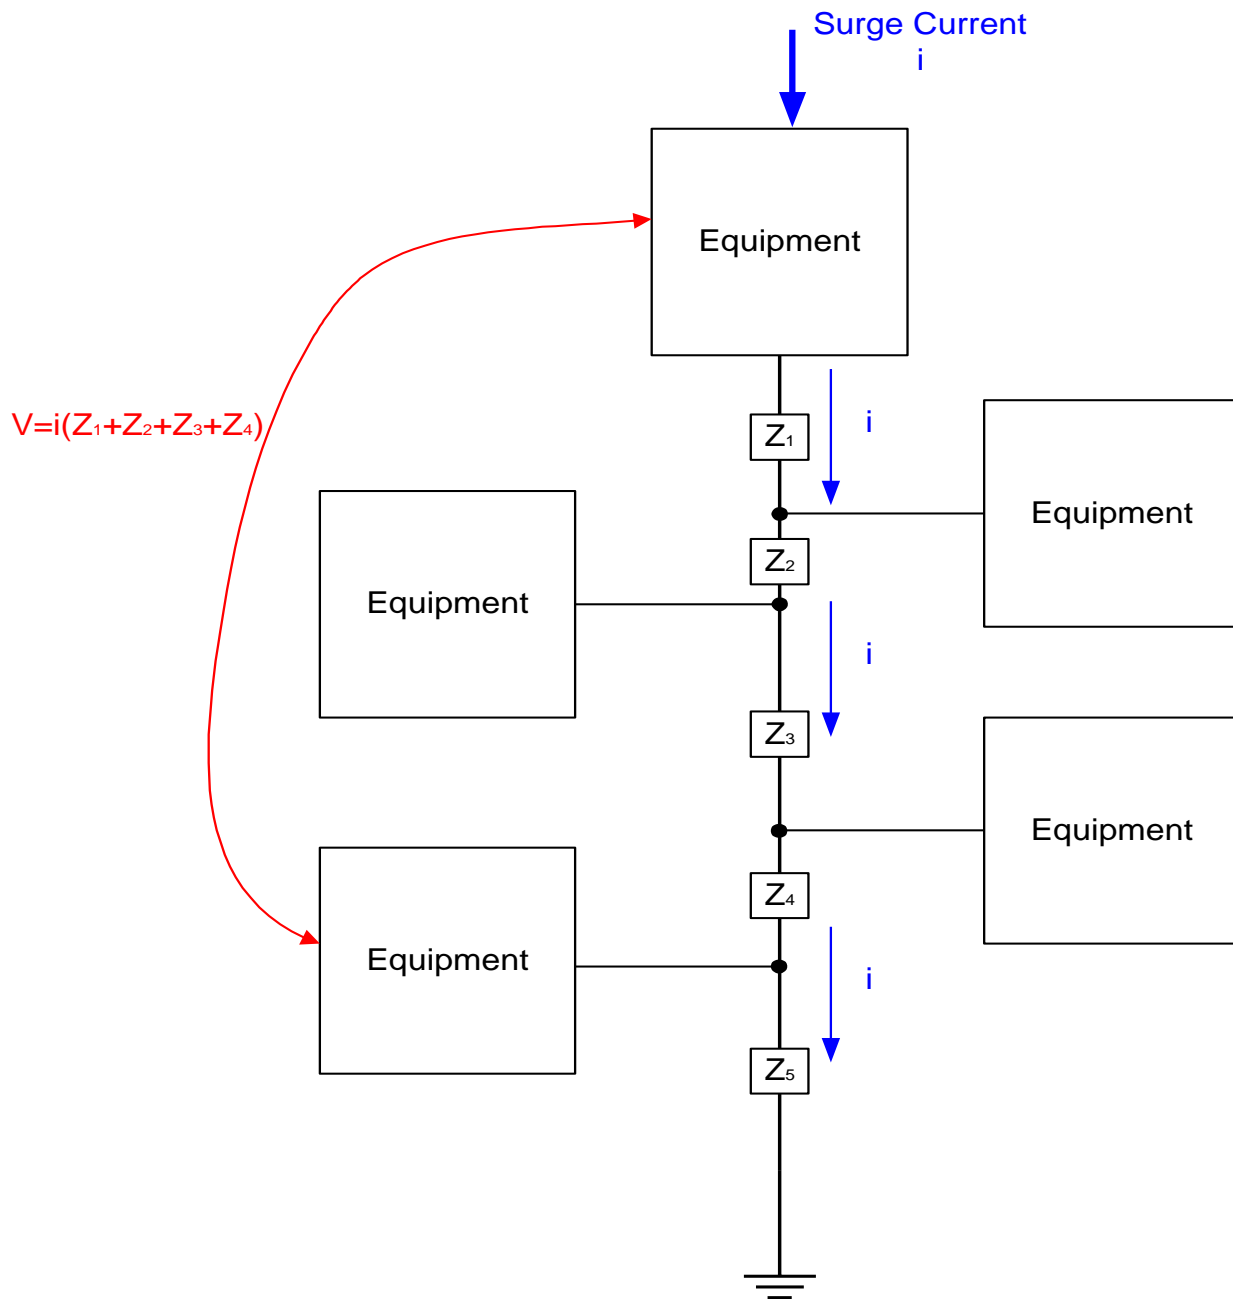 Surge Current
i
Equipment
V=i(Z₁+Z₂+Z₃+Z₄)
Z₁
i
Equipment
Z₂
Equipment
i
Z₃
Equipment
Z₄
Equipment
i
Z₅